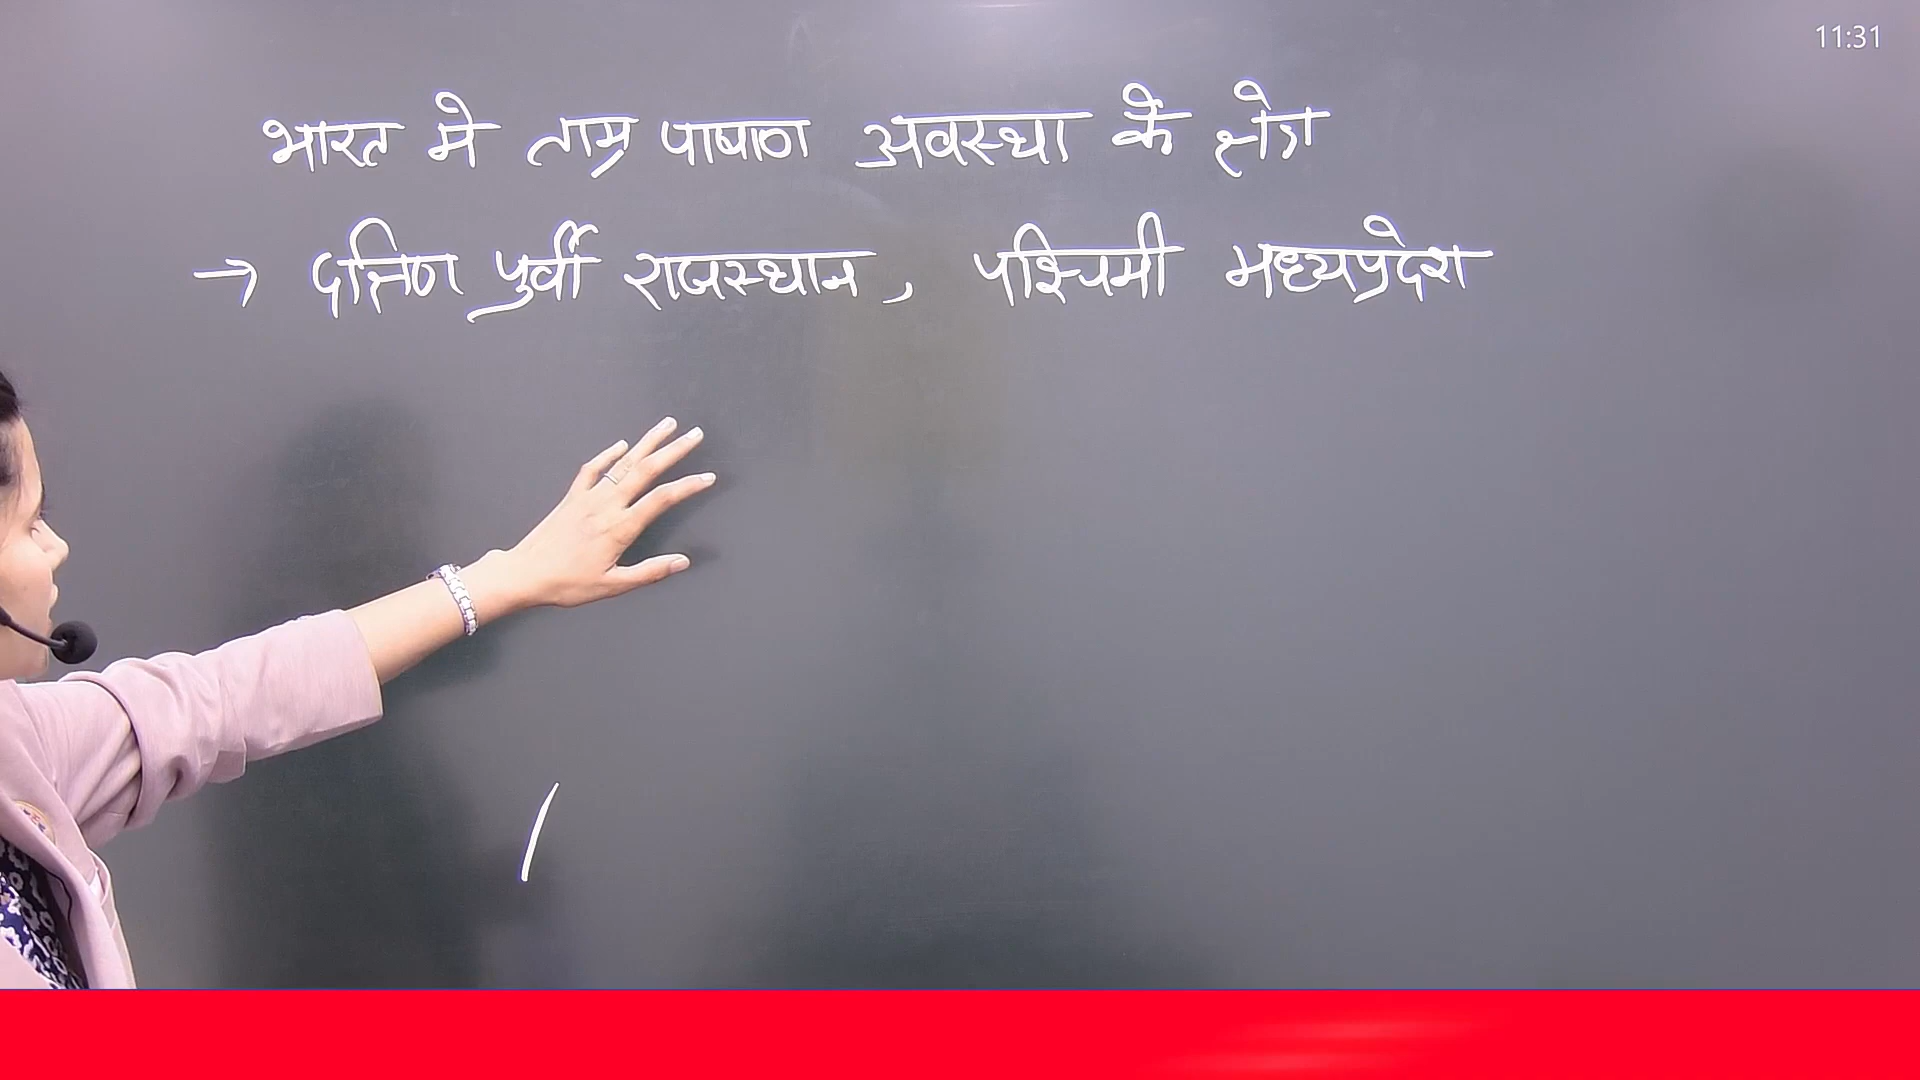 11:31
भारत मे ताम्र पाषाण अवस्था के क्षेत्र
→ दक्षिण पुर्वी राजस्थान, पश्चिमी मध्यप्रदेश